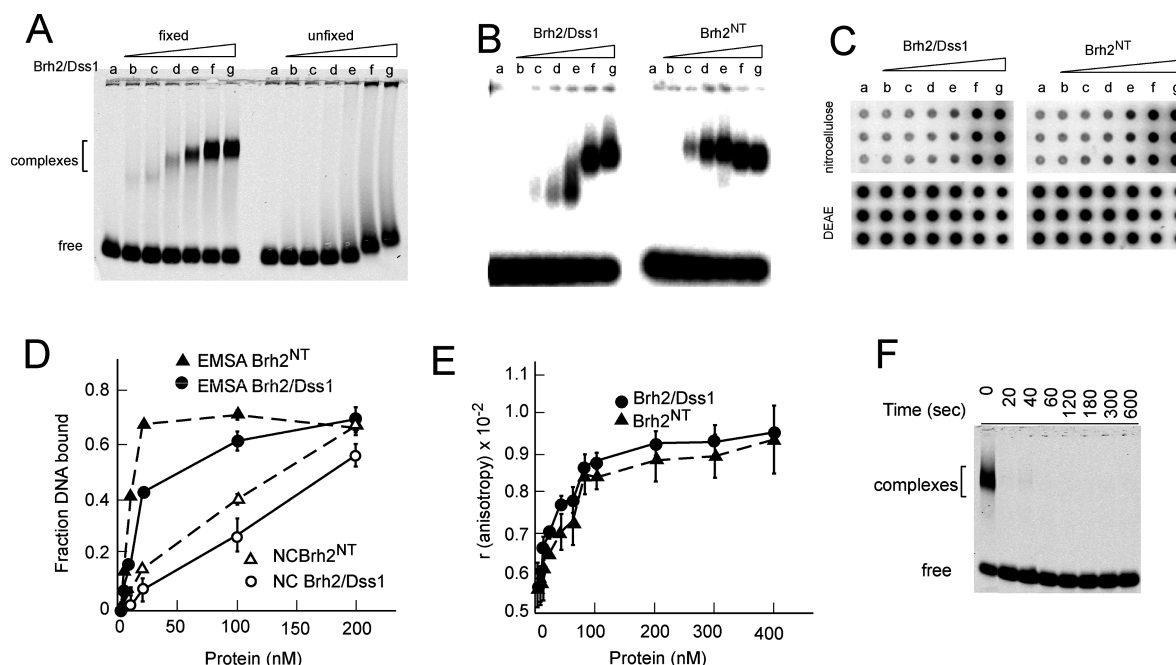 A
fixed
unfixed
Brh2/Dss1
a b c d e f g
a b c d e f g
complexes
free
B
Brh2/Dss1
Brh2NT
a b c d e f g
a b c d e f g
C
Brh2/Dss1
Brh2NT
a b c d e f g
a b c d e f g
nitrocellulose
DEAE
D
EMSA Brh2NT
EMSA Brh2/Dss1
0.8
0.6
0.4
0.2
0
Fraction DNA bound
NCBrh2NT
NC Brh2/Dss1
0 50 100 150 200
Protein (nM)
E
1.1
1.0
0.9
0.8
0.7
0.6
0.5
r (anisotropy) x 10-2
Brh2/Dss1
Brh2NT
0 100 200 300 400
Protein (nM)
F
Time (sec)
0 20 40 60 120 180 300 600
complexes
free